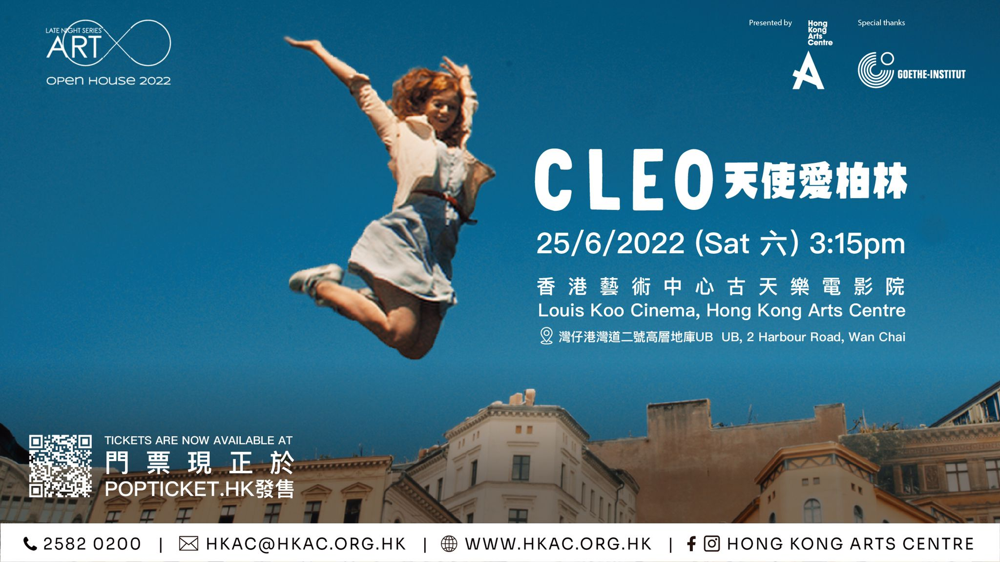 LATE NIGHT SERIES
ART
OPEN HOUSE 2022
Presented by
Hong
Kong
Arts
Centre
Special thanks
GOETHE-INSTITUT
CLEO 天使愛柏林
25/6/2022 (Sat 六) 3:15pm
香港藝術中心古天樂電影院
Louis Koo Cinema, Hong Kong Arts Centre
灣仔港灣道二號高層地庫UB UB, 2 Harbour Road, Wan Chai
TICKETS ARE NOW AVAILABLE AT
門票現正於
POPTICKET.HK發售
2582 0200 | HKAC@HKAC.ORG.HK | WWW.HKAC.ORG.HK | HONG KONG ARTS CENTRE